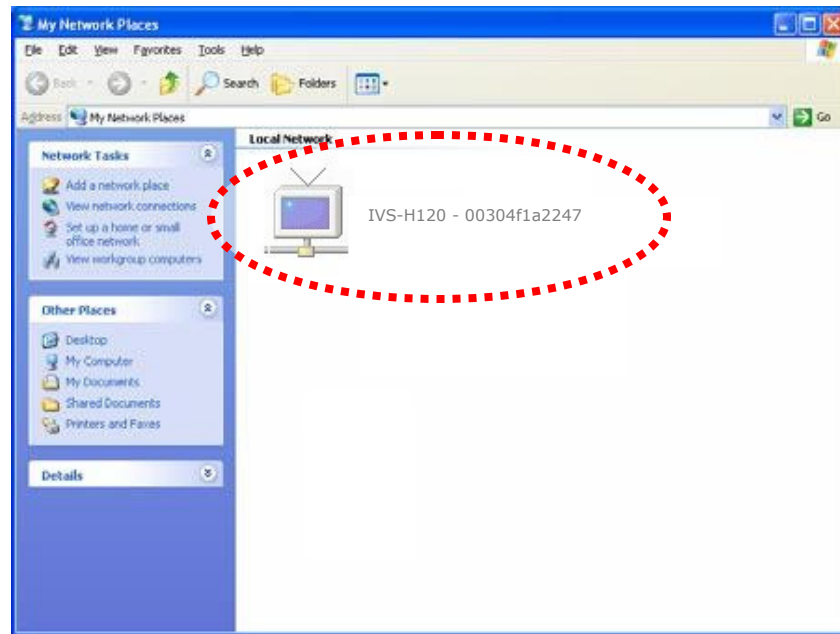 My Network Places
File Edit View Favorites Tools Help
Back Search Folders
Address My Network Places Go
Network Tasks
Add a network place
View network connections
Set up a home or small
office network
View workgroup computers
Other Places
Desktop
My Computer
My Documents
Shared Documents
Printers and Faxes
Details
Local Network
IVS-H120 - 00304f1a2247